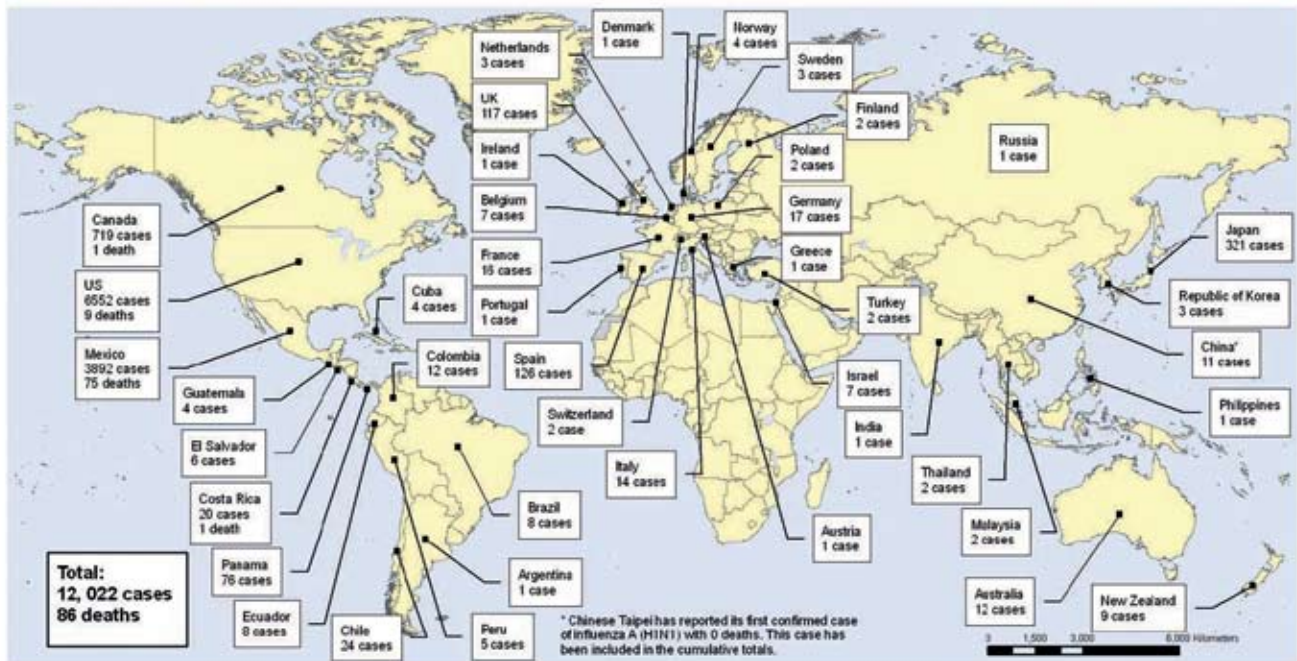 Denmark
1 case
Norway
4 cases
Netherlands
3 cases
Sweden
3 cases
UK
117 cases
Finland
2 cases
Ireland
1 case
Poland
2 cases
Russia
1 case
Belgium
7 cases
Germany
17 cases
Canada
719 cases
1 death
Japan
321 cases
France
16 cases
Greece
1 case
US
6552 cases
9 deaths
Cuba
4 cases
Portugal
1 case
Turkey
2 cases
Republic of Korea
3 cases
Mexico
3892 cases
75 deaths
Colombia
12 cases
Spain
126 cases
China*
11 cases
Guatemala
4 cases
Israel
7 cases
Philippines
1 case
Switzerland
2 case
India
1 case
El Salvador
6 cases
Italy
14 cases
Thailand
2 cases
Costa Rica
20 cases
1 death
Brazil
8 cases
Austria
1 case
Malaysia
2 cases
Total:
12, 022 cases
86 deaths
Panama
76 cases
Argentina
1 case
Australia
12 cases
New Zealand
9 cases
Ecuador
8 cases
Chile
24 cases
Peru
5 cases
* Chinese Taipei has reported its first confirmed case
of influenza A (H1N1) with 0 deaths. This case has
been included in the cumulative totals.
0 1,500 3,000 6,000 Kilometers